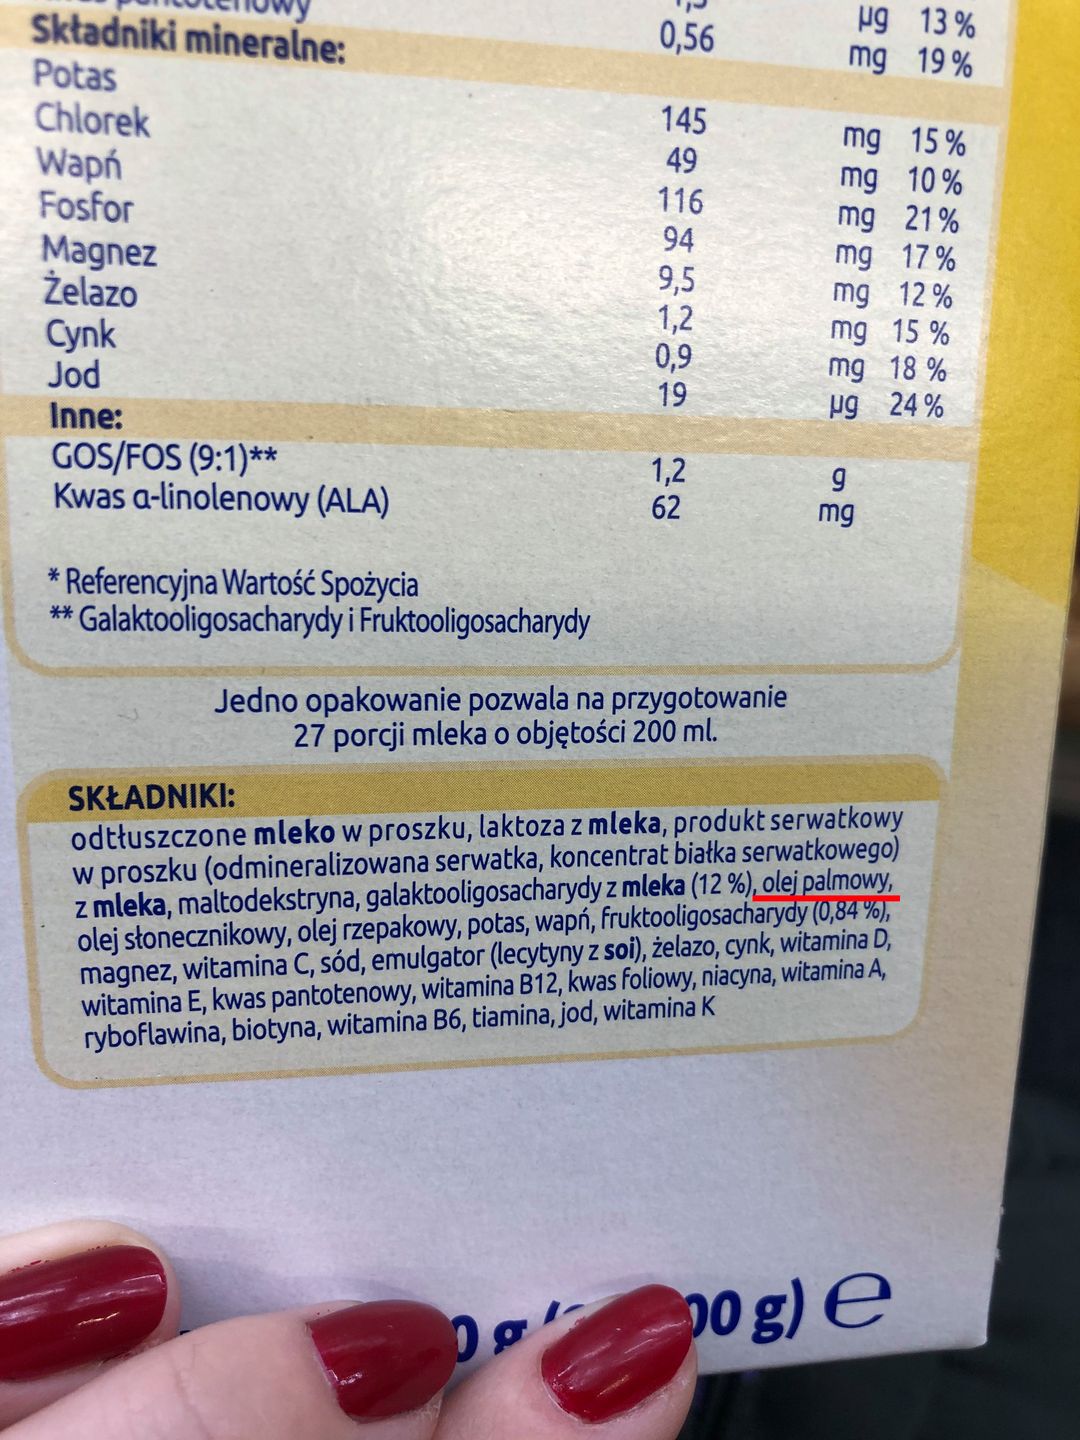 µg 13 %
pantotenowy 0,56 mg 19 %
Składniki mineralne:
Potas 145 mg 15 %
Chlorek 49 mg 10 %
Wapń 116 mg 21 %
Fosfor 94 mg 17 %
Magnez 9,5 mg 12 %
Żelazo 1,2 mg 15 %
Cynk 0,9 mg 18 %
Jod 19 µg 24 %
Inne:
GOS/FOS (9:1)** 1,2 g
Kwas α-linolenowy (ALA) 62 mg
* Referencyjna Wartość Spożycia
** Galaktooligosacharydy i Fruktooligosacharydy
Jedno opakowanie pozwala na przygotowanie
27 porcji mleka o objętości 200 ml.
SKŁADNIKI:
odtłuszczone mleko w proszku, laktoza z mleka, produkt serwatkowy
w proszku (odmineralizowana serwatka, koncentrat białka serwatkowego)
z mleka, maltodekstryna, galaktooligosacharydy z mleka (12 %), olej palmowy,
olej słonecznikowy, olej rzepakowy, potas, wapń, fruktooligosacharydy (0,84 %),
magnez, witamina C, sód, emulgator (lecytyny z soi), żelazo, cynk, witamina D,
witamina E, kwas pantotenowy, witamina B12, kwas foliowy, niacyna, witamina A,
ryboflawina, biotyna, witamina B6, tiamina, jod, witamina K
g) ℮